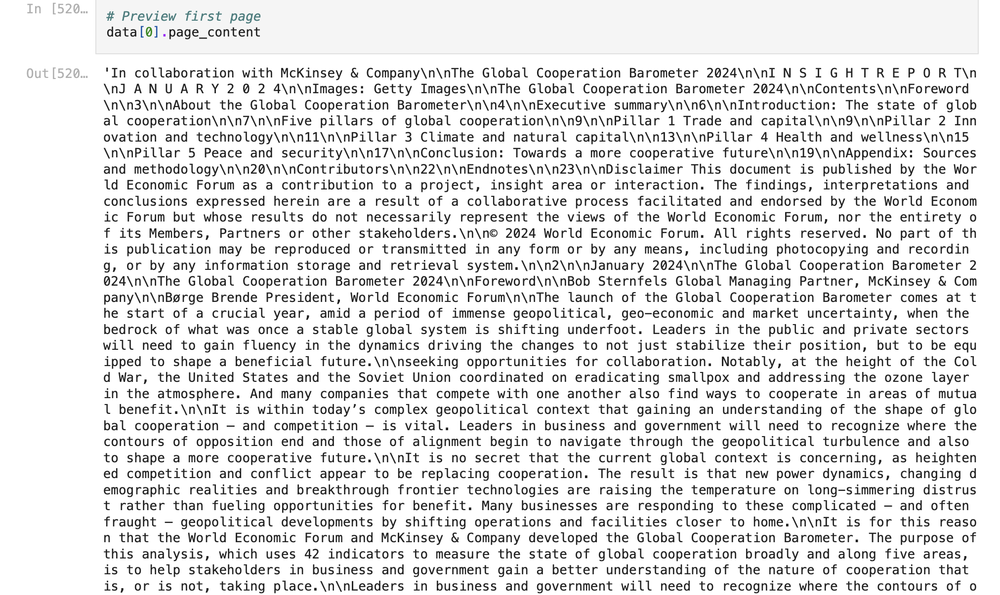 In [520…
# Preview first page
data[0].page_content
Out[520…
'In collaboration with McKinsey & Company\n\nThe Global Cooperation Barometer 2024\n\nI N S I G H T R E P O R T\n
\nJ A N U A R Y 2 0 2 4\n\nImages: Getty Images\n\nThe Global Cooperation Barometer 2024\n\nContents\n\nForeword
\n\n3\n\nAbout the Global Cooperation Barometer\n\n4\n\nExecutive summary\n\n6\n\nIntroduction: The state of glob
al cooperation\n\n7\n\nFive pillars of global cooperation\n\n9\n\nPillar 1 Trade and capital\n\n9\n\nPillar 2 Inn
ovation and technology\n\n11\n\nPillar 3 Climate and natural capital\n\n13\n\nPillar 4 Health and wellness\n\n15
\n\nPillar 5 Peace and security\n\n17\n\nConclusion: Towards a more cooperative future\n\n19\n\nAppendix: Sources
and methodology\n\n20\n\nContributors\n\n22\n\nEndnotes\n\n23\n\nDisclaimer This document is published by the Wor
ld Economic Forum as a contribution to a project, insight area or interaction. The findings, interpretations and
conclusions expressed herein are a result of a collaborative process facilitated and endorsed by the World Econom
ic Forum but whose results do not necessarily represent the views of the World Economic Forum, nor the entirety o
f its Members, Partners or other stakeholders.\n\n© 2024 World Economic Forum. All rights reserved. No part of th
is publication may be reproduced or transmitted in any form or by any means, including photocopying and recordin
g, or by any information storage and retrieval system.\n\n2\n\nJanuary 2024\n\nThe Global Cooperation Barometer 2
024\n\nThe Global Cooperation Barometer 2024\n\nForeword\n\nBob Sternfels Global Managing Partner, McKinsey & Com
pany\n\nBørge Brende President, World Economic Forum\n\nThe launch of the Global Cooperation Barometer comes at t
he start of a crucial year, amid a period of immense geopolitical, geo-economic and market uncertainty, when the
bedrock of what was once a stable global system is shifting underfoot. Leaders in the public and private sectors
will need to gain fluency in the dynamics driving the changes to not just stabilize their position, but to be equ
ipped to shape a beneficial future.\n\nseeking opportunities for collaboration. Notably, at the height of the Col
d War, the United States and the Soviet Union coordinated on eradicating smallpox and addressing the ozone layer
in the atmosphere. And many companies that compete with one another also find ways to cooperate in areas of mutua
l benefit.\n\nIt is within today’s complex geopolitical context that gaining an understanding of the shape of glo
bal cooperation – and competition – is vital. Leaders in business and government will need to recognize where the
contours of opposition end and those of alignment begin to navigate through the geopolitical turbulence and also
to shape a more cooperative future.\n\nIt is no secret that the current global context is concerning, as heighten
ed competition and conflict appear to be replacing cooperation. The result is that new power dynamics, changing d
emographic realities and breakthrough frontier technologies are raising the temperature on long-simmering distrus
t rather than fueling opportunities for benefit. Many businesses are responding to these complicated – and often
fraught – geopolitical developments by shifting operations and facilities closer to home.\n\nIt is for this reaso
n that the World Economic Forum and McKinsey & Company developed the Global Cooperation Barometer. The purpose of
this analysis, which uses 42 indicators to measure the state of global cooperation broadly and along five areas,
is to help stakeholders in business and government gain a better understanding of the nature of cooperation that
is, or is not, taking place.\n\nLeaders in business and government will need to recognize where the contours of o